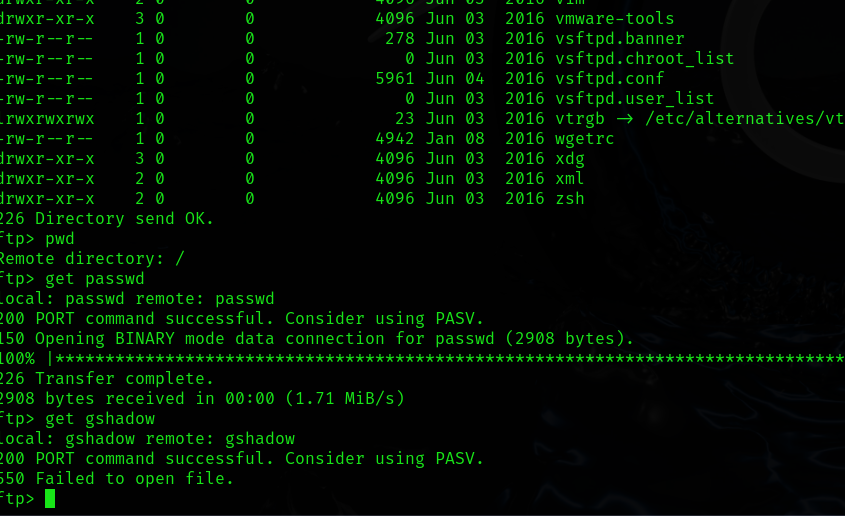 drwxr-xr-x    2 0        0            4096 Jun 03  2016 vim
drwxr-xr-x    3 0        0            4096 Jun 03  2016 vmware-tools
-rw-r--r--    1 0        0             278 Jun 03  2016 vsftpd.banner
-rw-r--r--    1 0        0               0 Jun 03  2016 vsftpd.chroot_list
-rw-r--r--    1 0        0            5961 Jun 04  2016 vsftpd.conf
-rw-r--r--    1 0        0               0 Jun 03  2016 vsftpd.user_list
lrwxrwxrwx    1 0        0              23 Jun 03  2016 vtrgb -> /etc/alternatives/vt
-rw-r--r--    1 0        0            4942 Jan 08  2016 wgetrc
drwxr-xr-x    3 0        0            4096 Jun 03  2016 xdg
drwxr-xr-x    2 0        0            4096 Jun 03  2016 xml
drwxr-xr-x    2 0        0            4096 Jun 03  2016 zsh
226 Directory send OK.
ftp> pwd
Remote directory: /
ftp> get passwd
local: passwd remote: passwd
200 PORT command successful. Consider using PASV.
150 Opening BINARY mode data connection for passwd (2908 bytes).
100% |*******************************************************************************
226 Transfer complete.
2908 bytes received in 00:00 (1.71 MiB/s)
ftp> get gshadow
local: gshadow remote: gshadow
200 PORT command successful. Consider using PASV.
550 Failed to open file.
ftp>